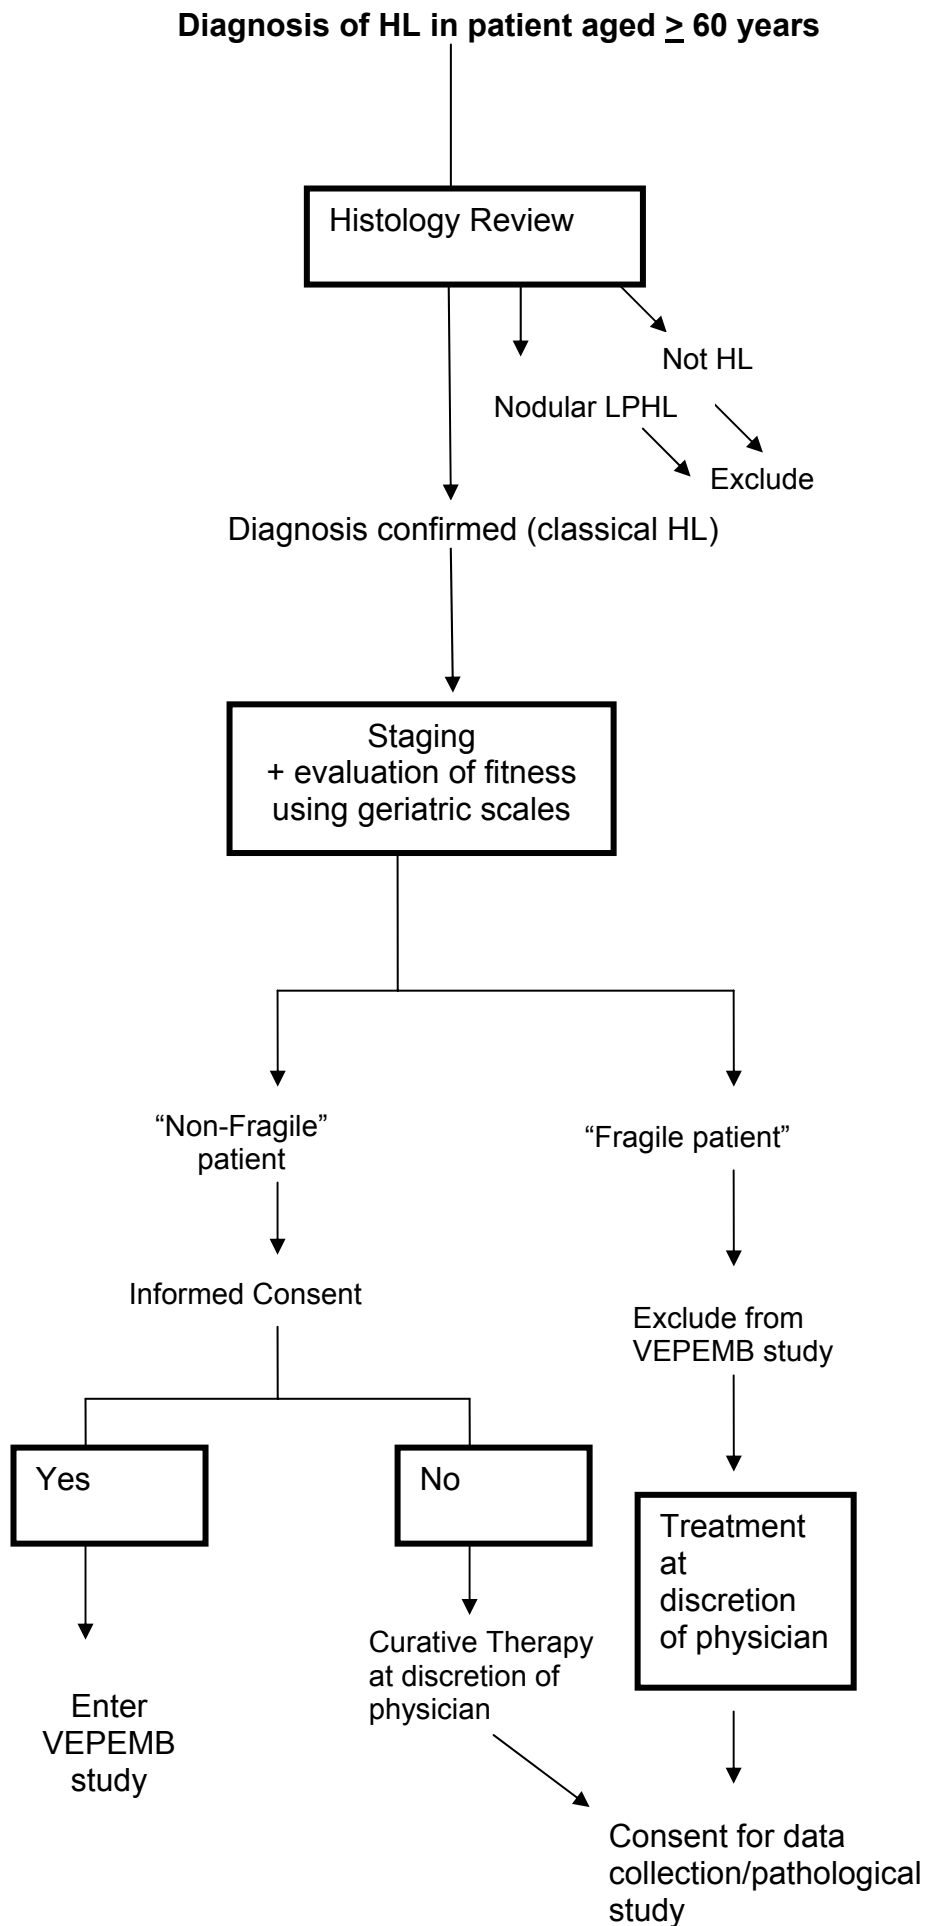 Diagnosis of HL in patient aged ≥ 60 years
Histology Review
Not HL
Nodular LPHL
Exclude
Diagnosis confirmed (classical HL)
Staging
+ evaluation of fitness
using geriatric scales
“Non-Fragile”
patient
“Fragile patient”
Informed Consent
Exclude from
VEPEMB study
Yes
No
Treatment
at
discretion
of physician
Curative Therapy
at discretion of
physician
Enter
VEPEMB
study
Consent for data
collection/pathological
study